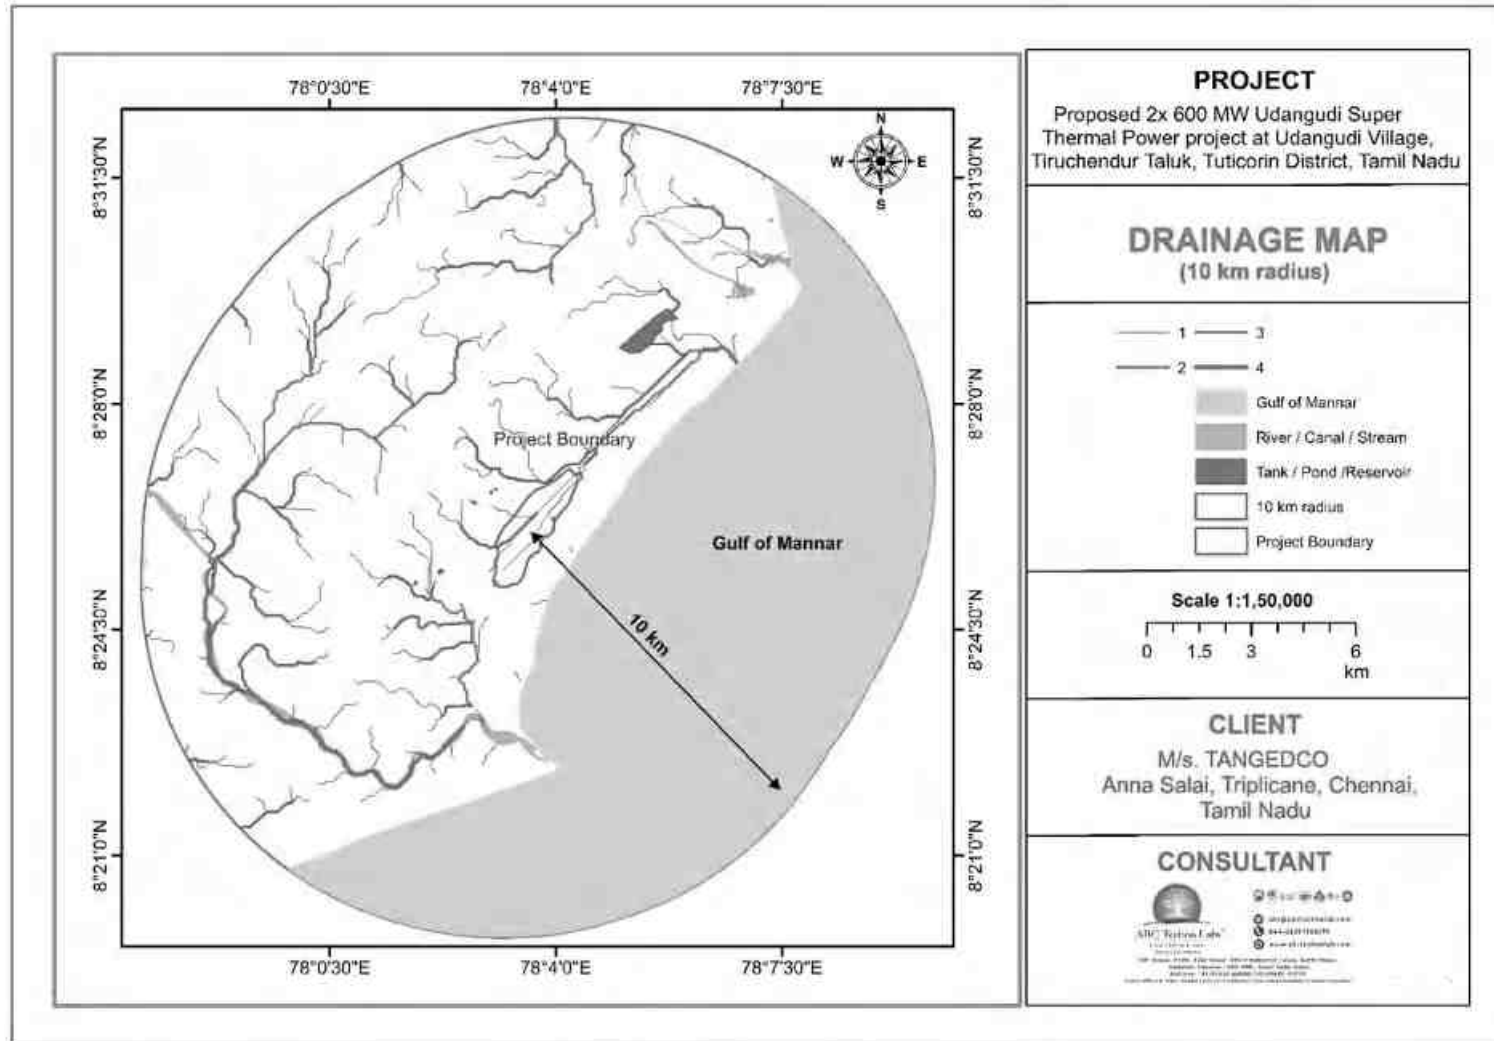 78°0'30"E 78°4'0"E 78°7'30"E
8°31'30"N
8°28'0"N
8°24'30"N
8°21'0"N
N
W E
S
Project Boundary
Gulf of Mannar
10 km
8°31'30"N
8°28'0"N
8°24'30"N
8°21'0"N
78°0'30"E 78°4'0"E 78°7'30"E
PROJECT
Proposed 2x 600 MW Udangudi Super
Thermal Power project at Udangudi Village,
Tiruchendur Taluk, Tuticorin District, Tamil Nadu
DRAINAGE MAP
(10 km radius)
1 3
2 4
Gulf of Mannar
River / Canal / Stream
Tank / Pond /Reservoir
10 km radius
Project Boundary
Scale 1:1,50,000
0 1.5 3 6
km
CLIENT
M/s. TANGEDCO
Anna Salai, Triplicane, Chennai,
Tamil Nadu
CONSULTANT
ABC Techno Labs